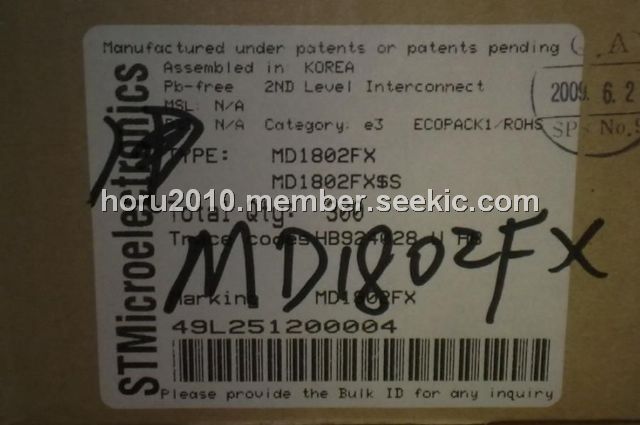 Manufactured under patents or patents pending
Assembled in: KOREA
Pb-free 2ND Level Interconnect
MSL: N/A
N/A Category: e3 ECOPACK1/ROHS
TYPE: MD1802FX
MD1802FX$S
Total Qty: 300
Trace codes
Marking MD1802FX
49L251200004
Please provide the Bulk ID for any inquiry
STMicroelectronics
MD1802FX
2009. 6. 2
SPS No.
horu2010.member.seekic.com